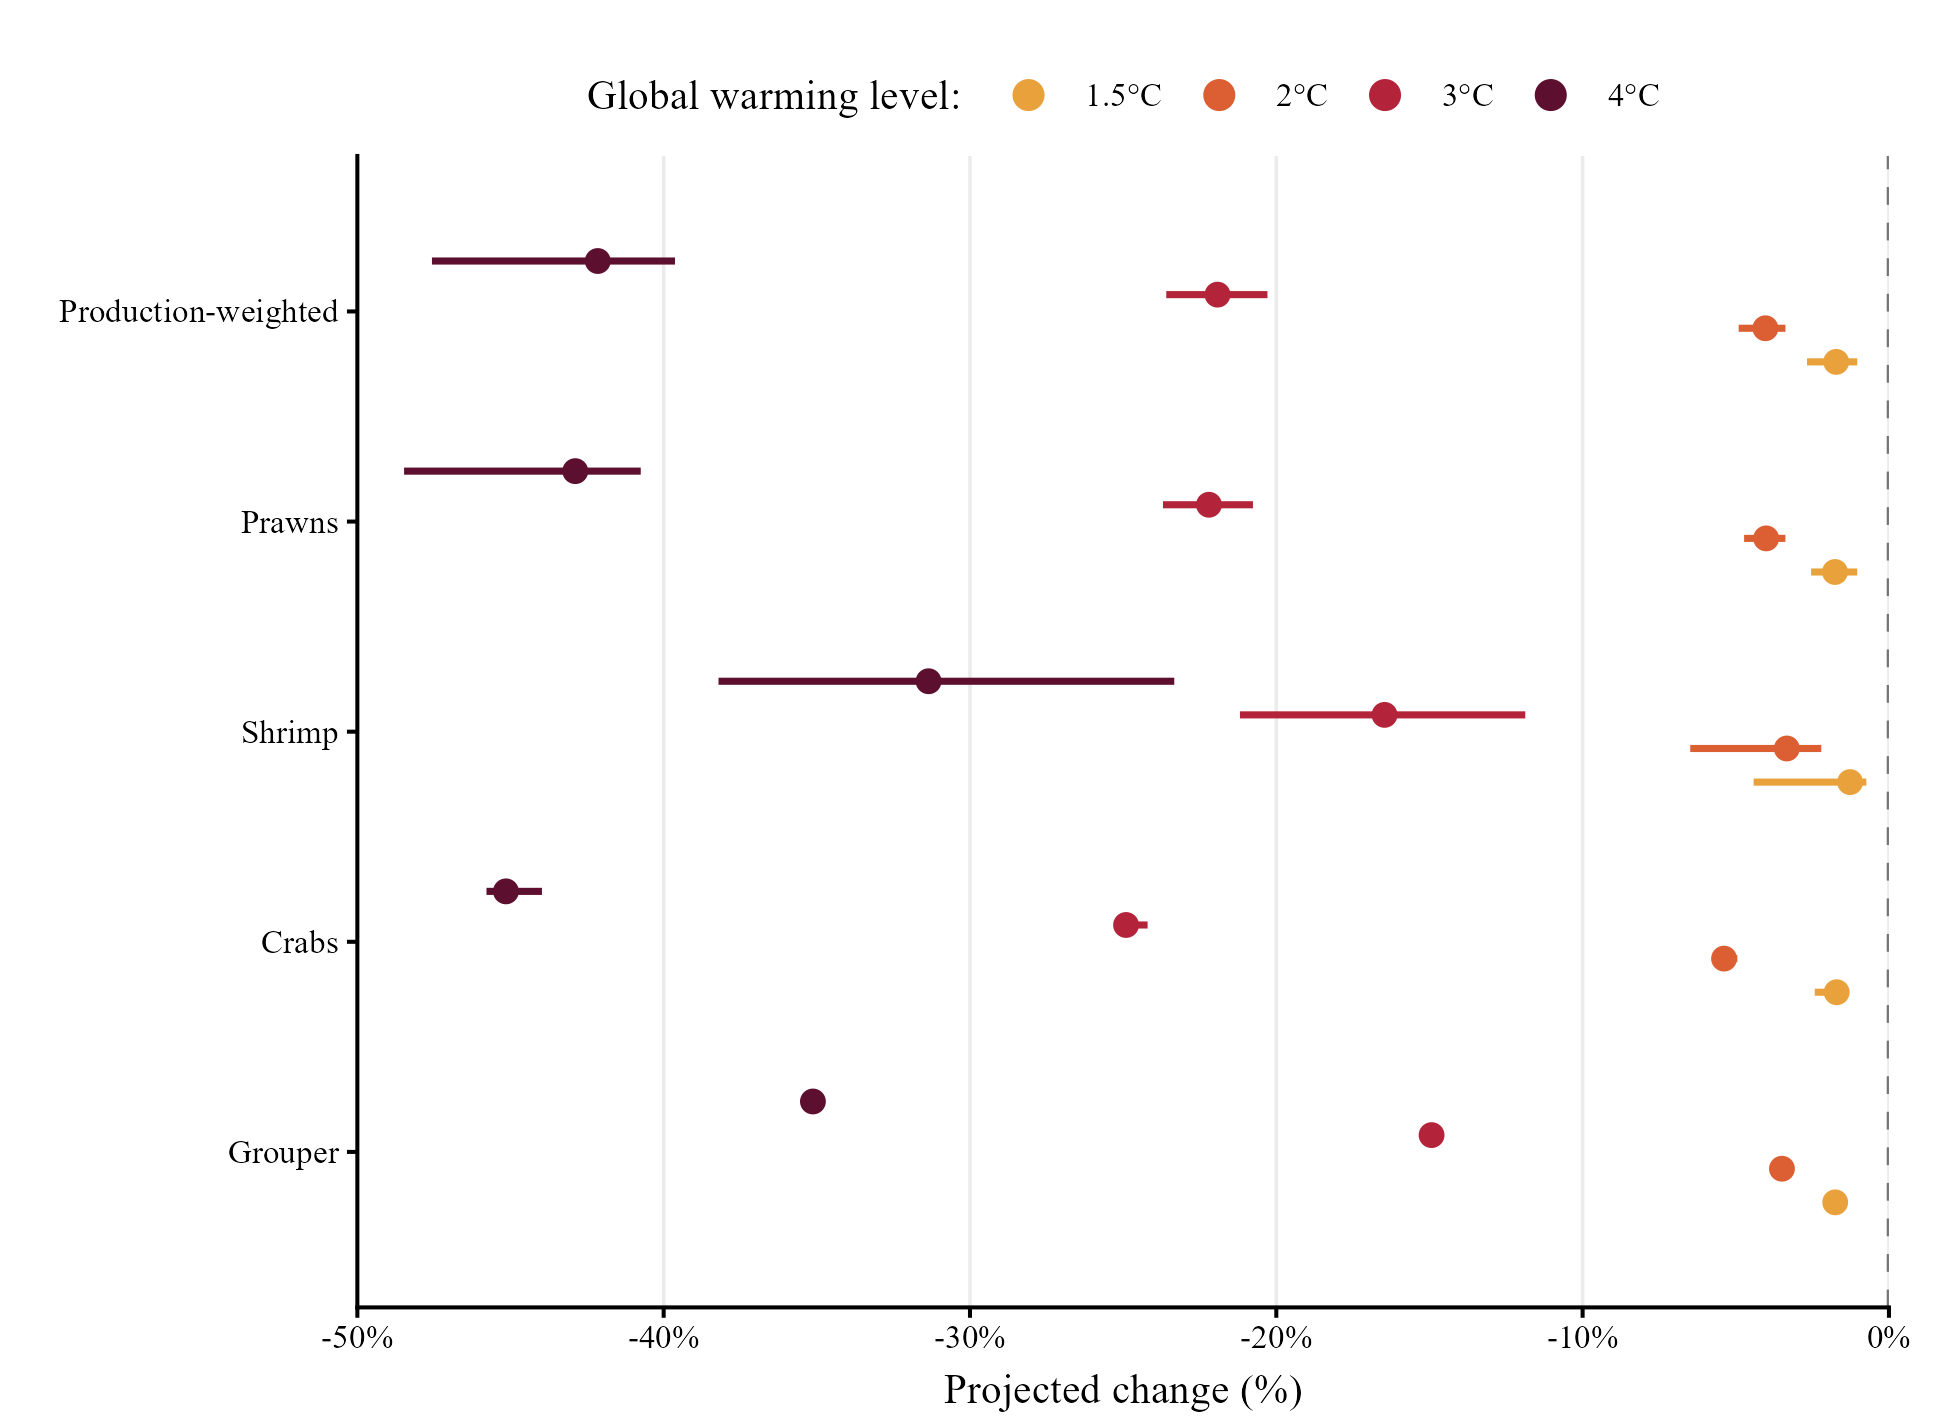 Global warming level: 1.5°C 2°C 3°C 4°C
Production-weighted
Prawns
Shrimp
Crabs
Grouper
-50% -40% -30% -20% -10% 0%
Projected change (%)